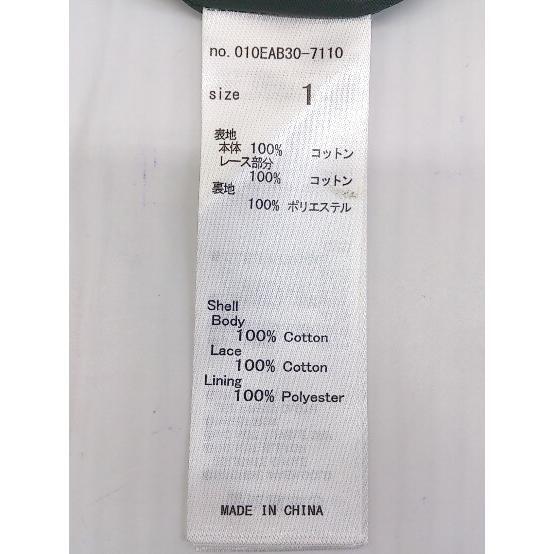 no. 010EAB30-7110
size 1
表地
本体 100% コットン
レース部分
100% コットン
裏地
100% ポリエステル
Shell
Body
100% Cotton
Lace
100% Cotton
Lining
100% Polyester
MADE IN CHINA